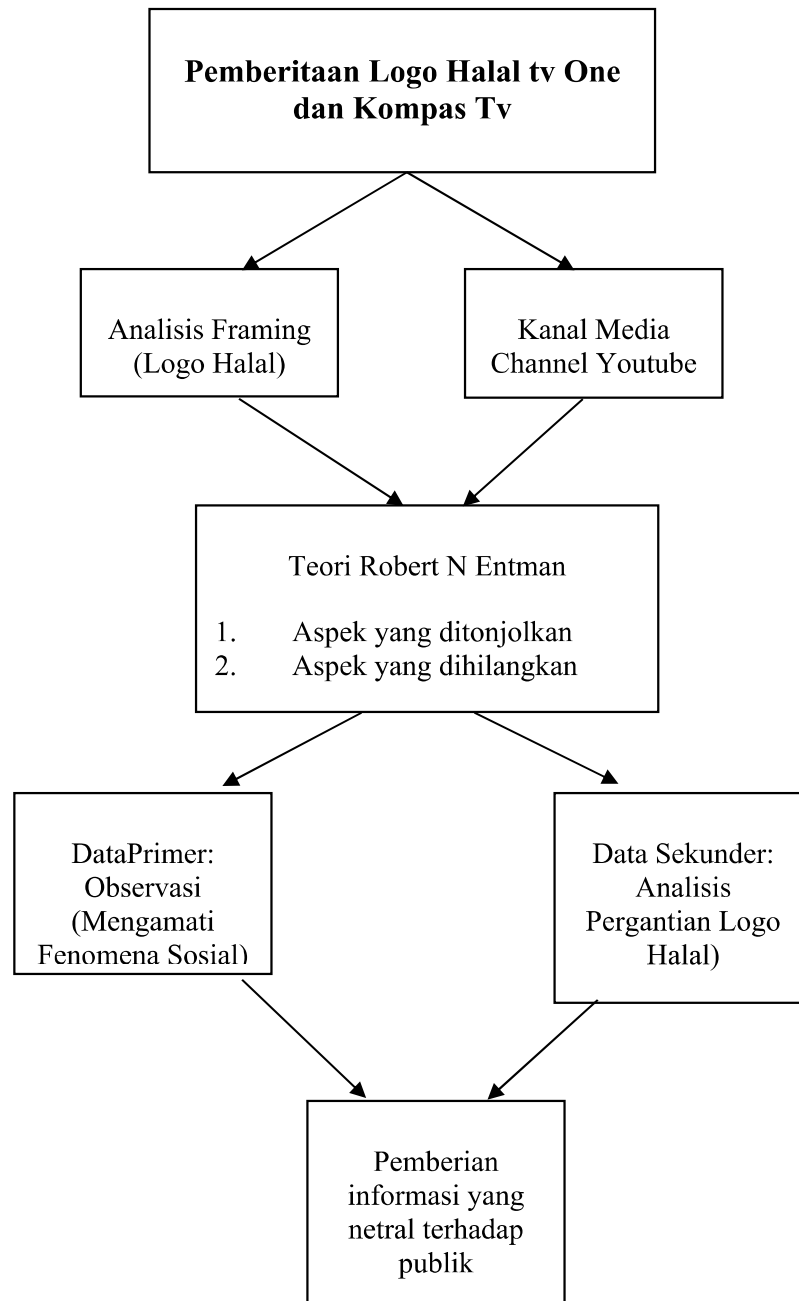 Pemberitaan Logo Halal tv One
dan Kompas Tv
Analisis Framing
(Logo Halal)
Kanal Media
Channel Youtube
Teori Robert N Entman
1. Aspek yang ditonjolkan
2. Aspek yang dihilangkan
DataPrimer:
Observasi
(Mengamati
Fenomena Sosial)
Data Sekunder:
Analisis
Pergantian Logo
Halal)
Pemberian
informasi yang
netral terhadap
publik